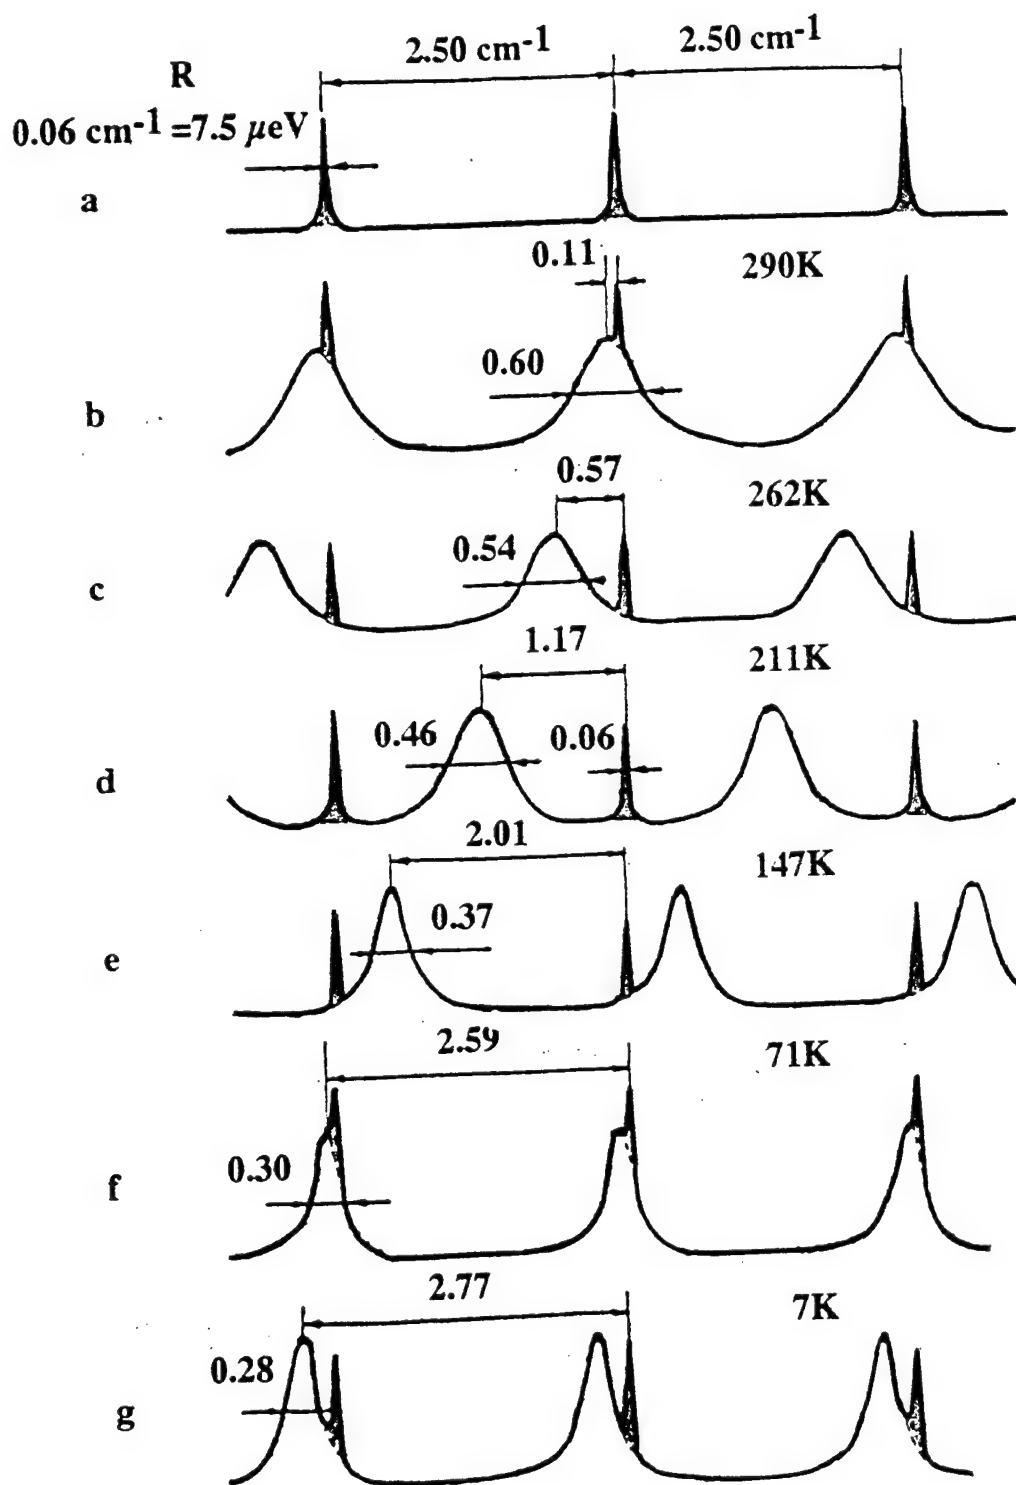 2.50 cm-1 2.50 cm-1
R
0.06 cm-1 =7.5 μeV
a
0.11 290K
0.60
b
0.57 262K
0.54
c
1.17 211K
0.46 0.06
d
2.01 147K
0.37
e
2.59 71K
0.30
f
2.77 7K
0.28
g